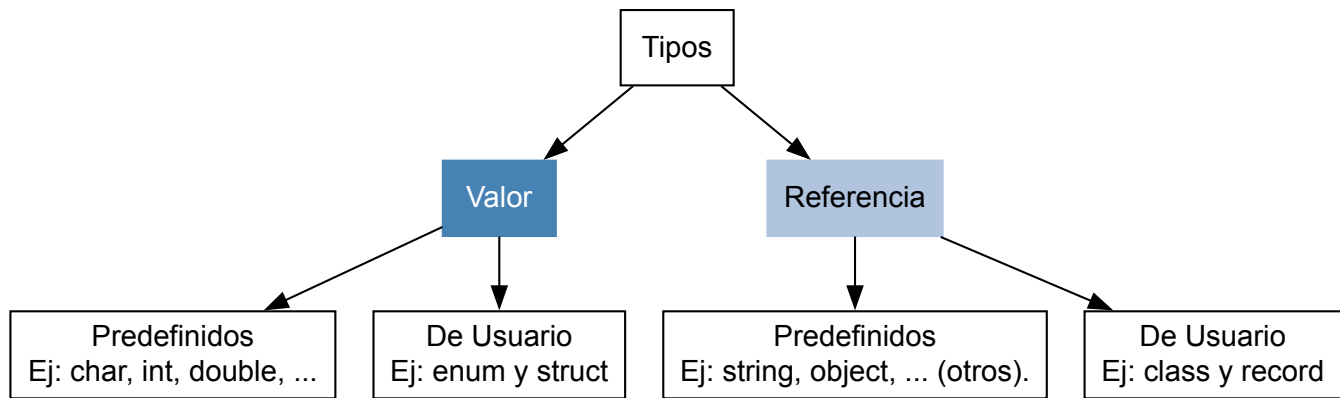 Tipos
Valor
Referencia
Predefinidos
Ej: char, int, double, ...
De Usuario
Ej: enum y struct
Predefinidos
Ej: string, object, ... (otros).
De Usuario
Ej: class y record